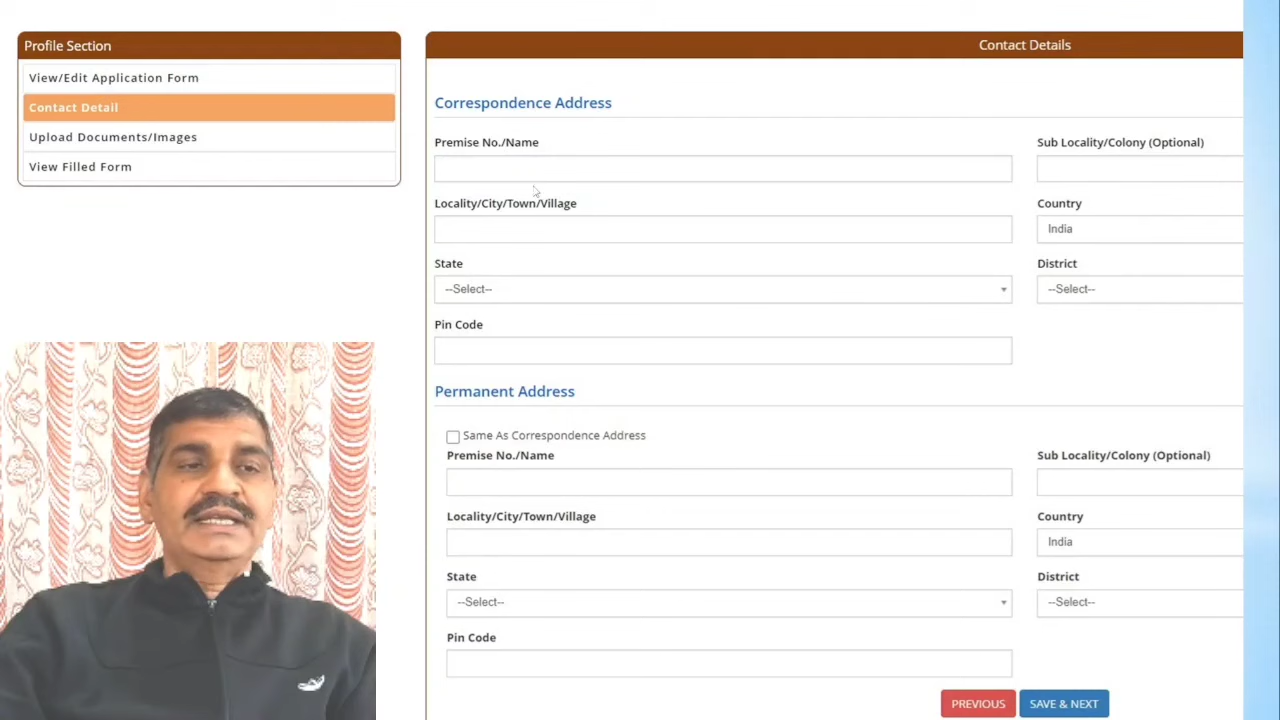 Profile Section
View/Edit Application Form
Contact Detail
Upload Documents/Images
View Filled Form
Contact Details
Correspondence Address
Premise No./Name
Sub Locality/Colony (Optional)
Locality/City/Town/Village
Country
India
State
District
--Select--
--Select--
Pin Code
Permanent Address
Same As Correspondence Address
Premise No./Name
Sub Locality/Colony (Optional)
Locality/City/Town/Village
Country
India
State
District
--Select--
--Select--
Pin Code
PREVIOUS
SAVE & NEXT